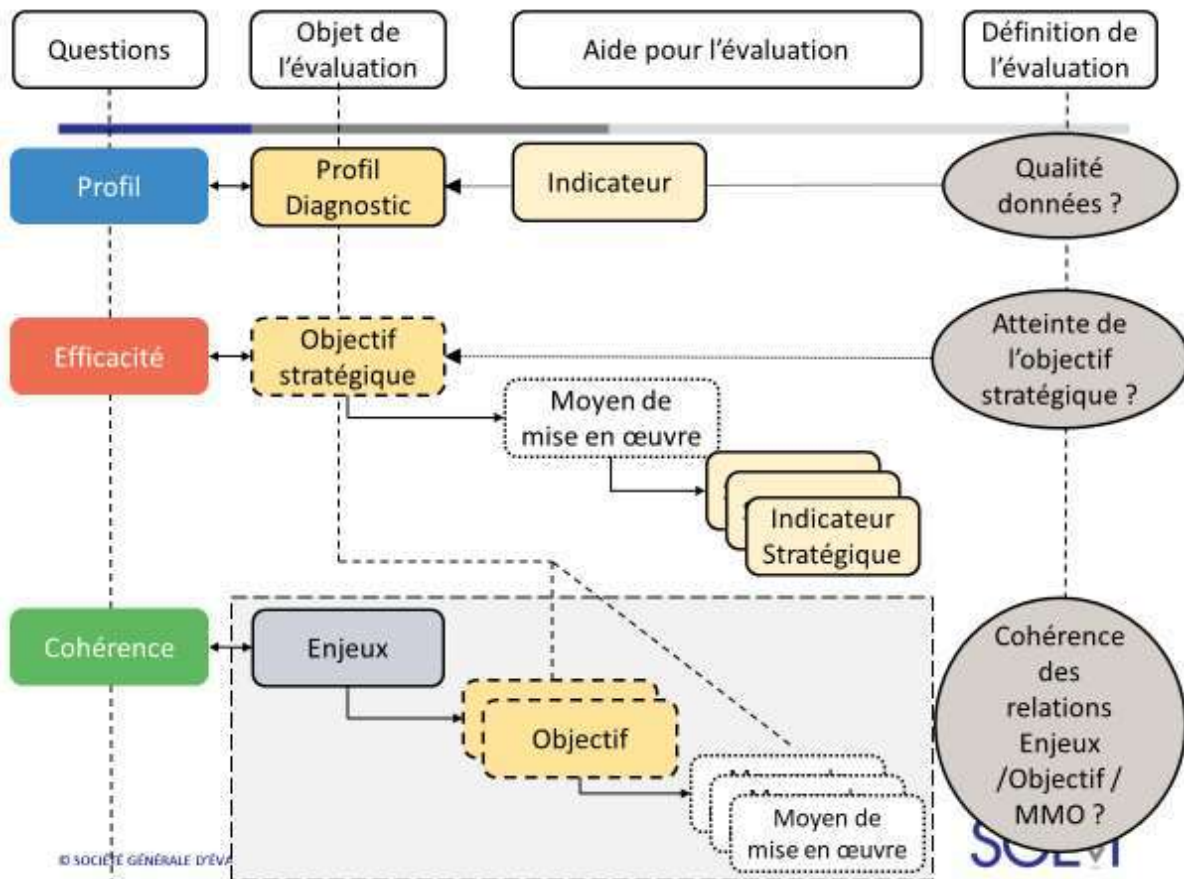 Questions
Objet de
l'évaluation
Aide pour l'évaluation
Définition de
l'évaluation
Profil
Profil
Diagnostic
Indicateur
Qualité
données ?
Efficacité
Objectif
stratégique
Atteinte de
l'objectif
stratégique ?
Moyen de
mise en œuvre
Indicateur
Stratégique
Cohérence
Enjeux
Objectif
Moyen de
mise en œuvre
Cohérence
des
relations
Enjeux
/Objectif /
MMO ?
© SOCIÉTÉ GÉNÉRALE